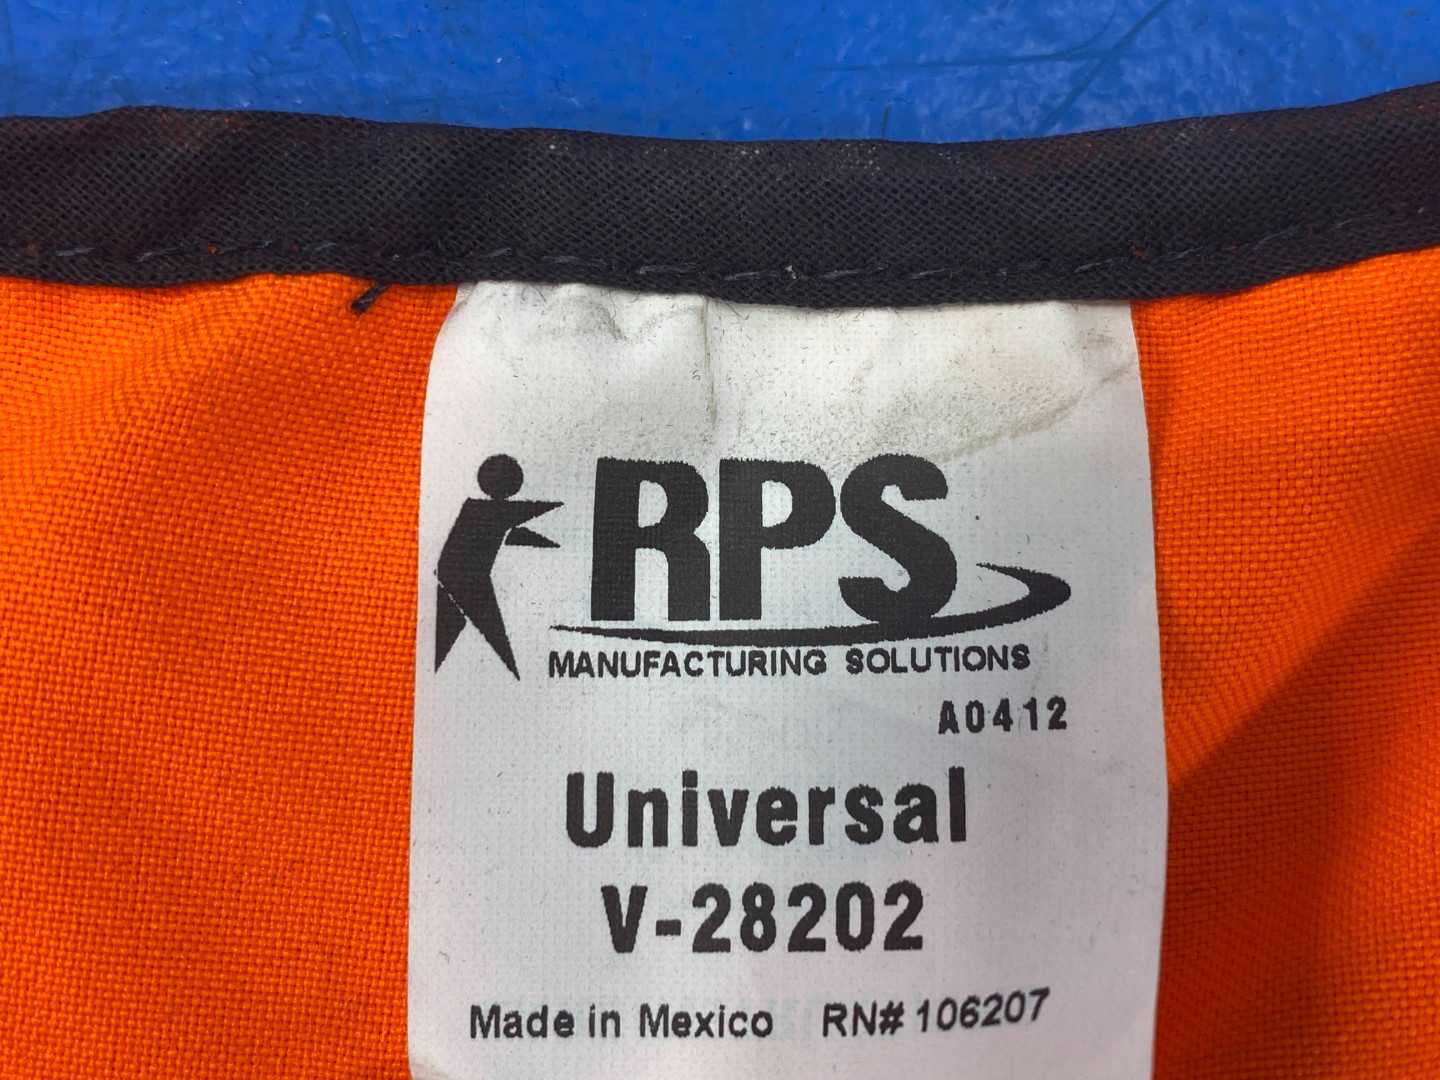 RPS
MANUFACTURING SOLUTIONS
A0412
Universal
V-28202
Made in Mexico RN# 106207